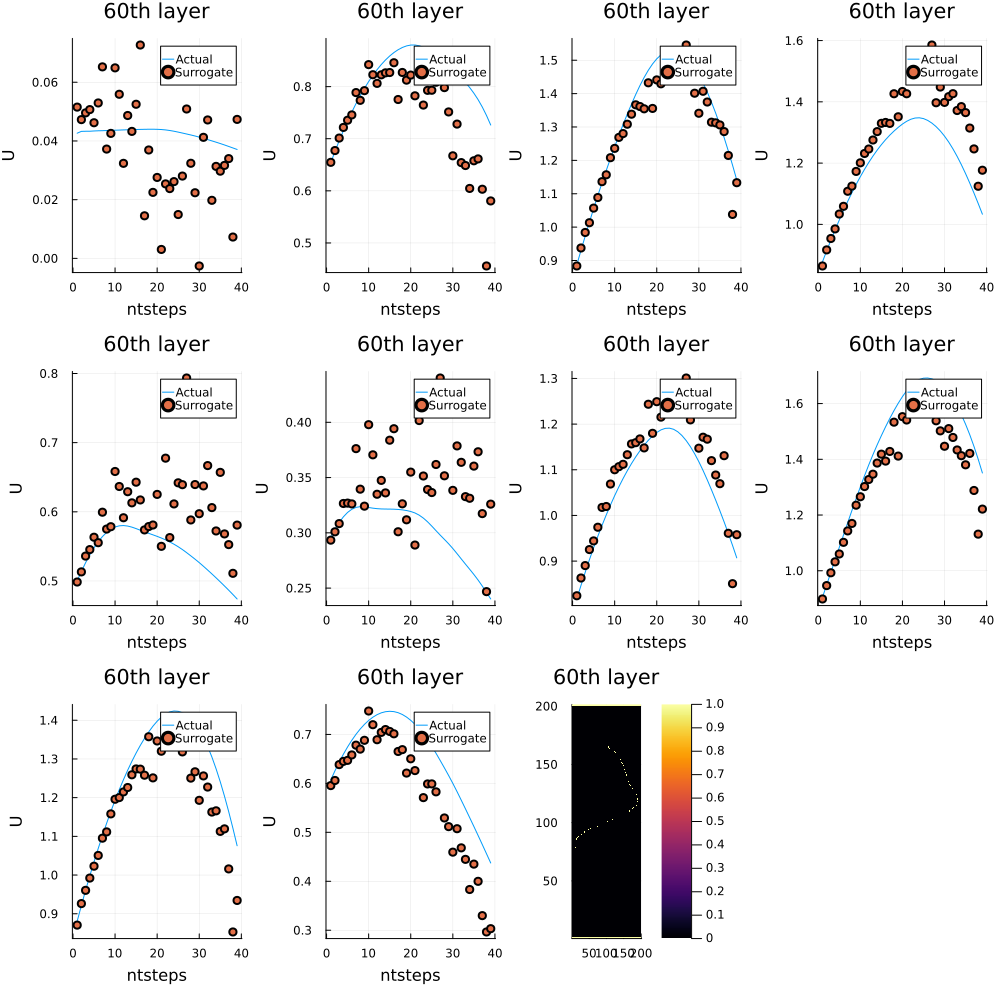 60th layer 60th layer 60th layer 60th layer
Actual
Surrogate
0.06
0.04
0.02
0.00
U
0 10 20 30 40
ntsteps
Actual
Surrogate
0.8
0.7
0.6
0.5
U
0 10 20 30 40
ntsteps
Actual
Surrogate
1.5
1.4
1.3
1.2
1.1
1.0
0.9
U
0 10 20 30 40
ntsteps
Actual
Surrogate
1.6
1.4
1.2
1.0
U
0 10 20 30 40
ntsteps
60th layer 60th layer 60th layer 60th layer
Actual
Surrogate
0.8
0.7
0.6
0.5
U
0 10 20 30 40
ntsteps
Actual
Surrogate
0.40
0.35
0.30
0.25
U
0 10 20 30 40
ntsteps
Actual
Surrogate
1.3
1.2
1.1
1.0
0.9
U
0 10 20 30 40
ntsteps
Actual
Surrogate
1.6
1.4
1.2
1.0
U
0 10 20 30 40
ntsteps
60th layer 60th layer 60th layer
Actual
Surrogate
1.4
1.3
1.2
1.1
1.0
0.9
U
0 10 20 30 40
ntsteps
Actual
Surrogate
0.7
0.6
0.5
0.4
0.3
U
0 10 20 30 40
ntsteps
200
150
100
50
50 100 150 200
1.0
0.9
0.8
0.7
0.6
0.5
0.4
0.3
0.2
0.1
0